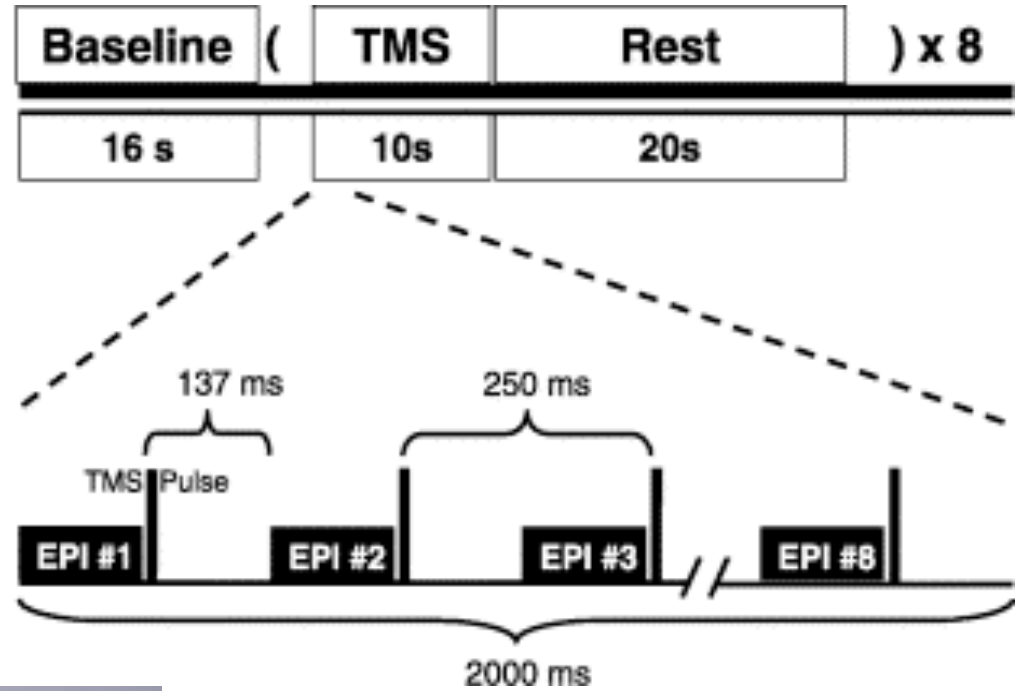 Baseline ( TMS Rest ) x 8
16 s 10s 20s
137 ms 250 ms
TMS Pulse
EPI #1 EPI #2 EPI #3 EPI #8
2000 ms